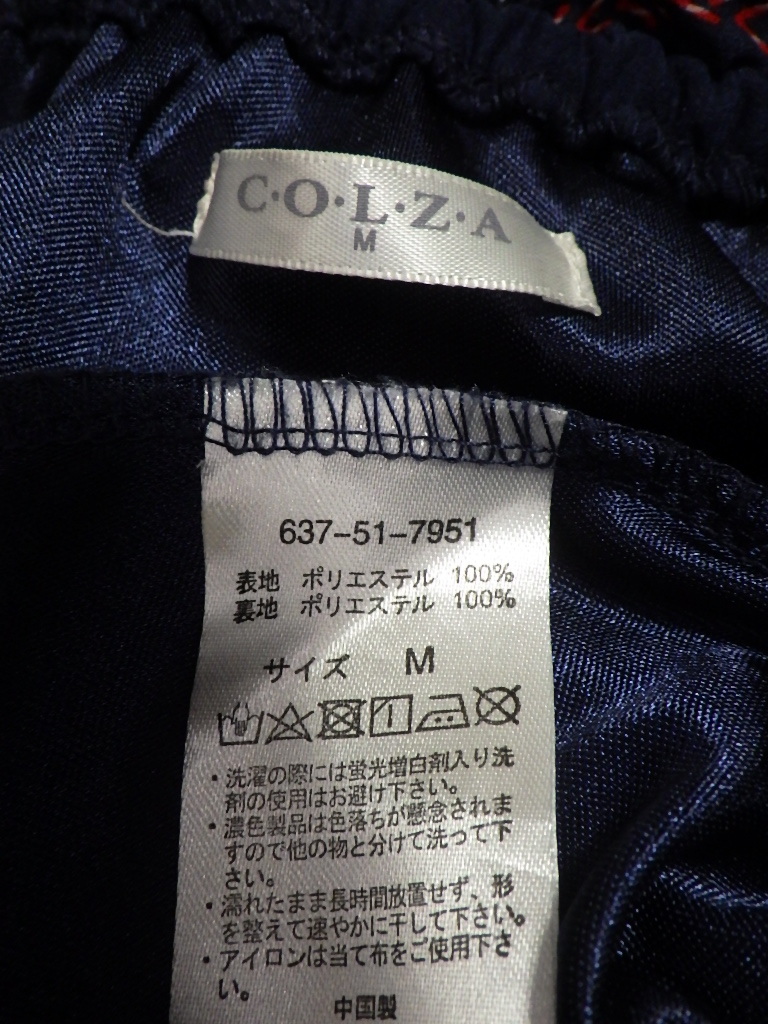 C·O·L·Z·A
M
637-51-7951
表地 ポリエステル 100%
裏地 ポリエステル 100%
サイズ M
・洗濯の際には蛍光増白剤入り洗
剤の使用はお避け下さい。
・濃色製品は色落ちが懸念されま
すので他の物と分けて洗って下
さい。
・濡れたまま長時間放置せず、形
を整えて速やかに干して下さい。
・アイロンは当て布をご使用下さ
い。
中国製